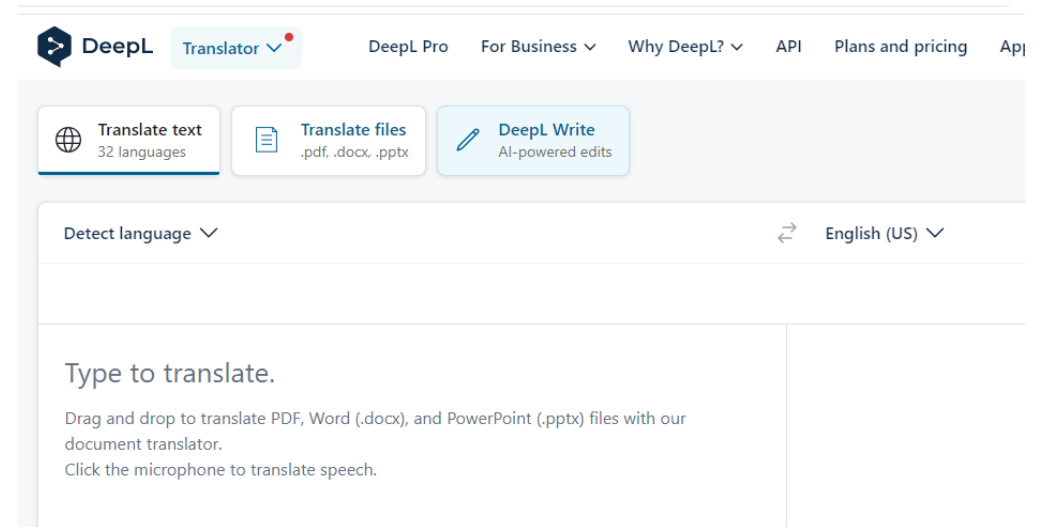 DeepL Translator DeepL Pro For Business Why DeepL? API Plans and pricing
Translate text Translate files DeepL Write
32 languages .pdf, .docx, .pptx AI-powered edits
Detect language English (US)
Type to translate.
Drag and drop to translate PDF, Word (.docx), and PowerPoint (.pptx) files with our
document translator.
Click the microphone to translate speech.